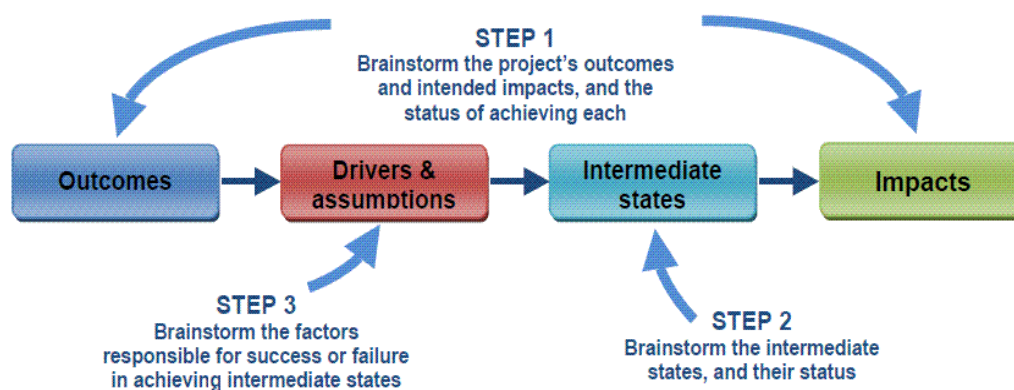 STEP 1
Brainstorm the project's outcomes
and intended impacts, and the
status of achieving each
Outcomes
Drivers &
assumptions
Intermediate
states
Impacts
STEP 3
Brainstorm the factors
responsible for success or failure
in achieving intermediate states
STEP 2
Brainstorm the intermediate
states, and their status